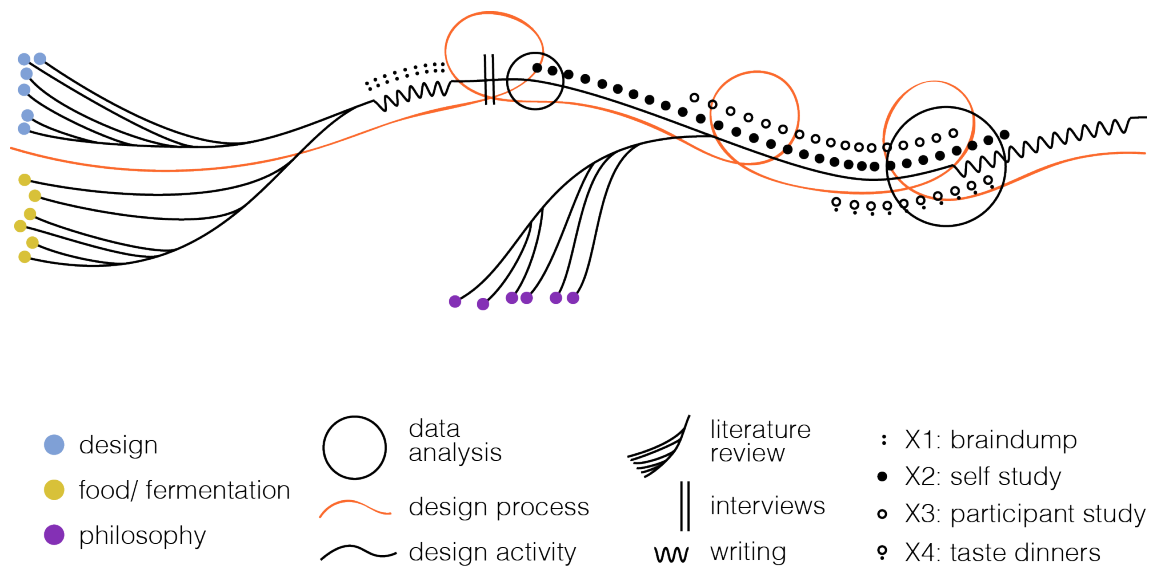 design
food/ fermentation
philosophy
data
analysis
design process
design activity
literature
review
interviews
writing
X1: braindump
X2: self study
X3: participant study
X4: taste dinners